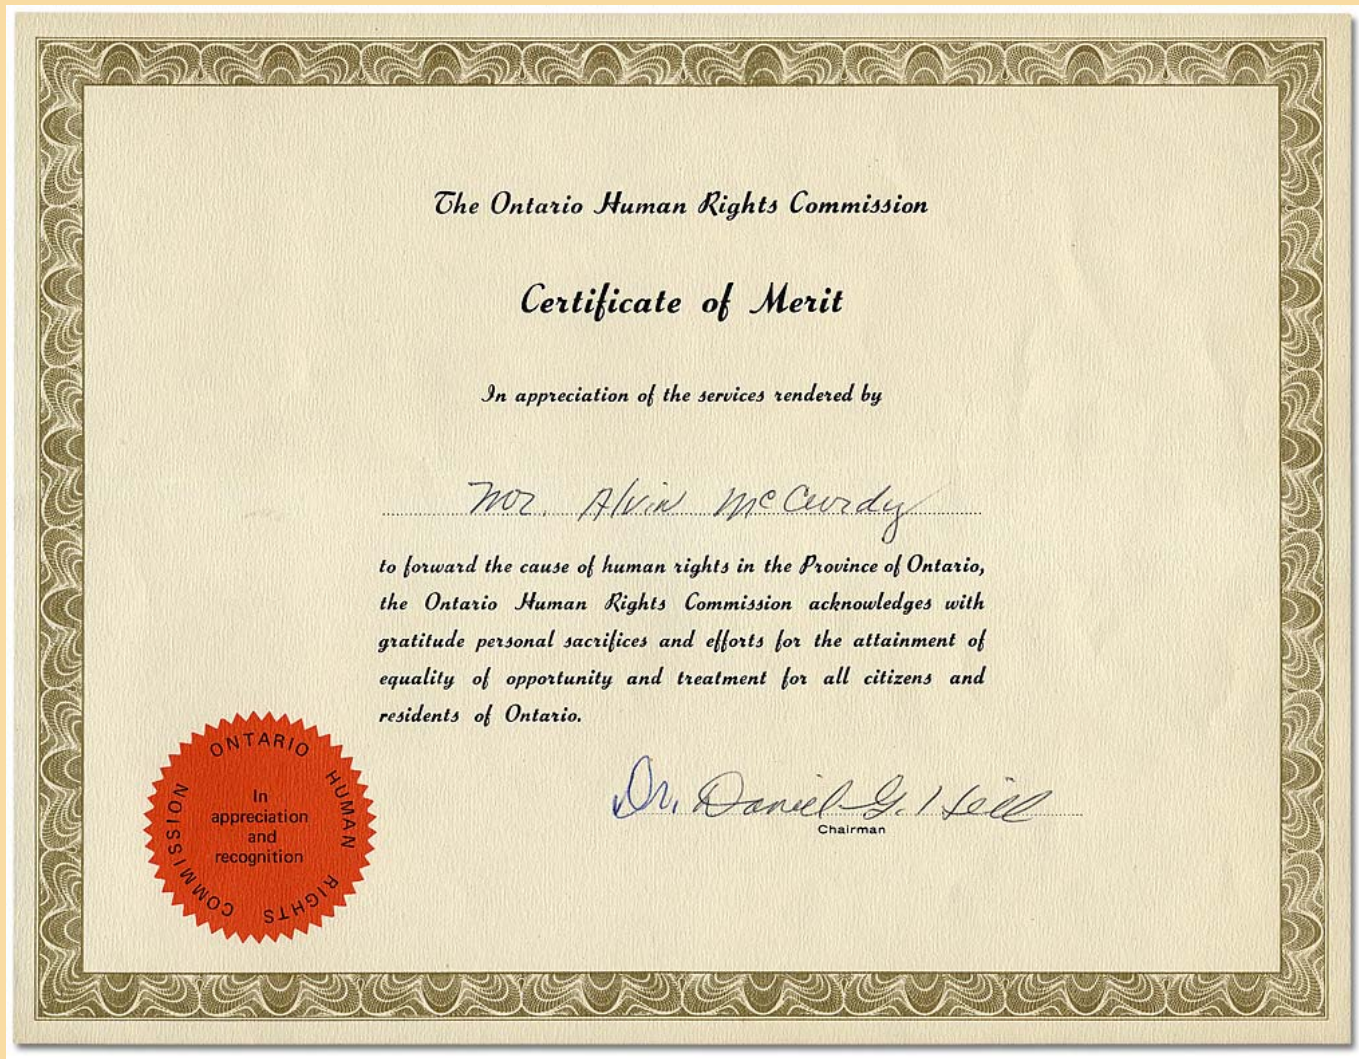 The Ontario Human Rights Commission
Certificate of Merit
In appreciation of the services rendered by
Mr. Alvin McCurdy
to forward the cause of human rights in the Province of Ontario,
the Ontario Human Rights Commission acknowledges with
gratitude personal sacrifices and efforts for the attainment of
equality of opportunity and treatment for all citizens and
residents of Ontario.
Dr. Daniel G. Hill
Chairman
ONTARIO HUMAN RIGHTS COMMISSION
In
appreciation
and
recognition